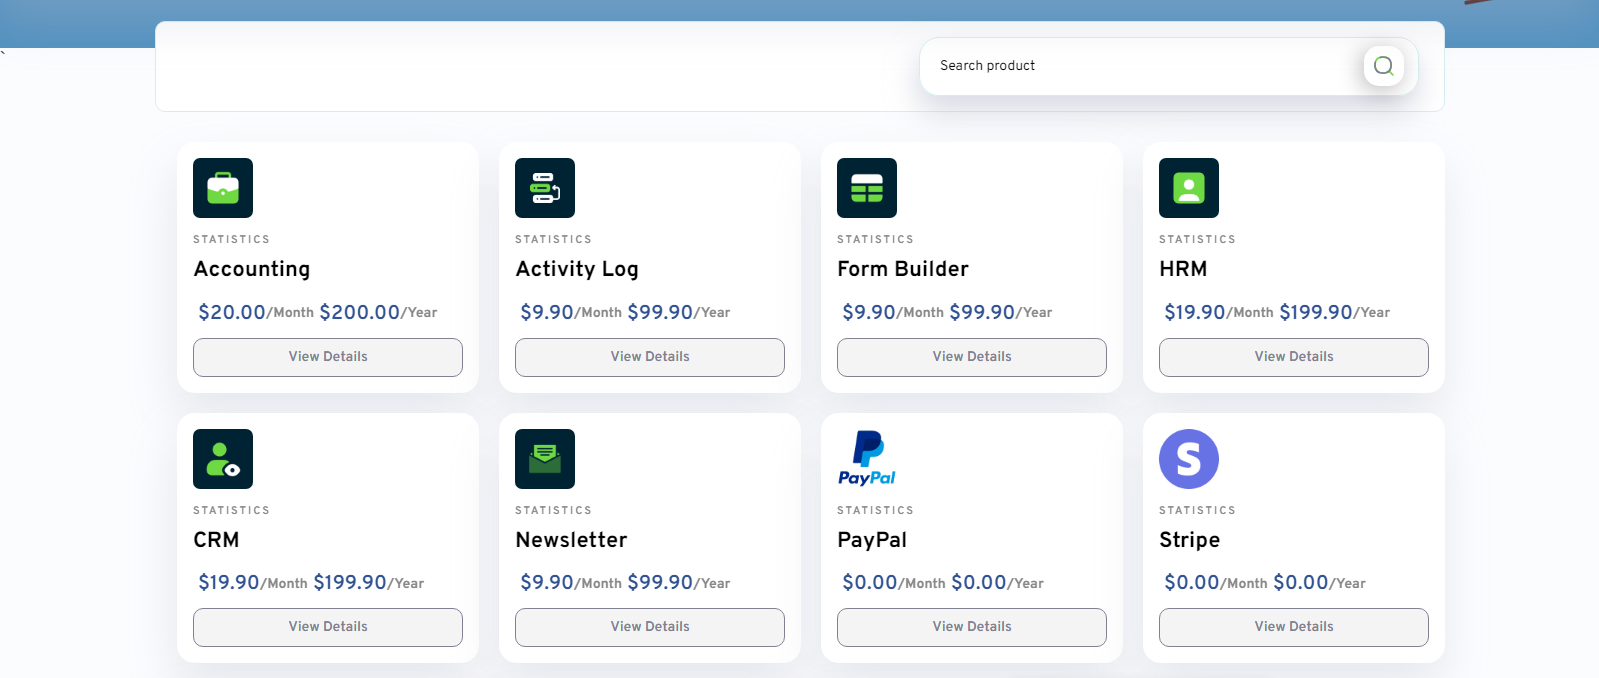 `
Search product
STATISTICS
Accounting
$20.00/Month $200.00/Year
View Details
STATISTICS
Activity Log
$9.90/Month $99.90/Year
View Details
STATISTICS
Form Builder
$9.90/Month $99.90/Year
View Details
STATISTICS
HRM
$19.90/Month $199.90/Year
View Details
STATISTICS
CRM
$19.90/Month $199.90/Year
View Details
STATISTICS
Newsletter
$9.90/Month $99.90/Year
View Details
PayPal
STATISTICS
PayPal
$0.00/Month $0.00/Year
View Details
S
STATISTICS
Stripe
$0.00/Month $0.00/Year
View Details